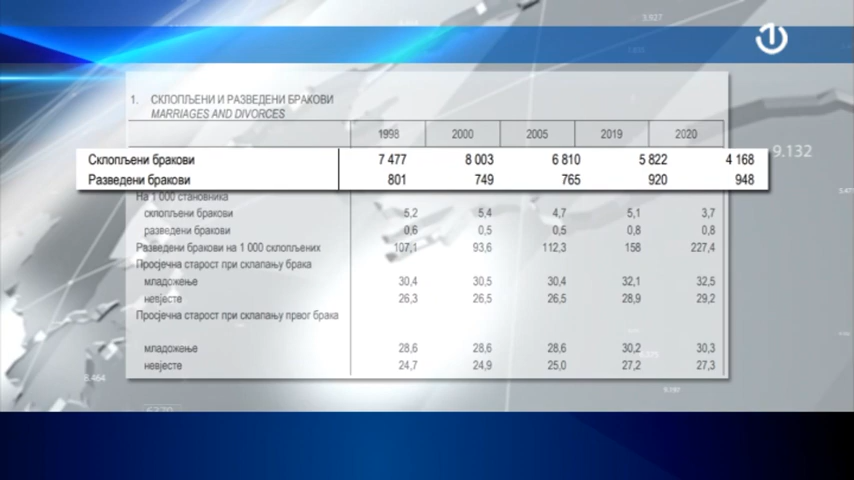 3.927
1
1. СКЛОПЉЕНИ И РАЗВЕДЕНИ БРАКОВИ
MARRIAGES AND DIVORCES
1998 2000 2005 2019 2020
9.132
Склопљени бракови 7 477 8 003 6 810 5 822 4 168
Разведени бракови 801 749 765 920 948
На 1 000 становника
склопљени бракови 5,2 5,4 4,7 5,1 3,7
разведени бракови 0,6 0,5 0,5 0,8 0,8
Разведени бракови на 1 000 склопљених 107,1 93,6 112,3 158 227,4
Просјечна старост при склапању брака
младожење 30,4 30,5 30,4 32,1 32,5
невјесте 26,3 26,5 26,5 28,9 29,2
Просјечна старост при склапању првог брака
младожење 28,6 28,6 28,6 30,2 30,3
невјесте 24,7 24,9 25,0 27,2 27,3
8.464